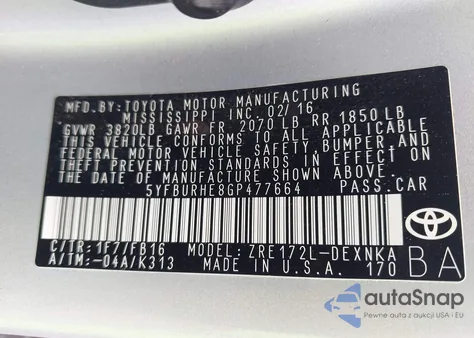 MFD. BY: TOYOTA MOTOR MANUFACTURING
MISSISSIPPI INC. 02/16
GVWR 3820LB GAWR FR 2070 LB RR 1850 LB
THIS VEHICLE CONFORMS TO ALL APPLICABLE
FEDERAL MOTOR VEHICLE SAFETY, BUMPER, AND
THEFT PREVENTION STANDARDS IN EFFECT ON
THE DATE OF MANUFACTURE SHOWN ABOVE.
5YFBURHE8GP477664 PASS.CAR
C/TR: 1F7/FB16 MODEL: ZRE172L-DEXNKA
A/TM: -04A/K313 MADE IN U.S.A. 170
BA
TOYOTA
autoSnap
Pewne auta z USA i EU